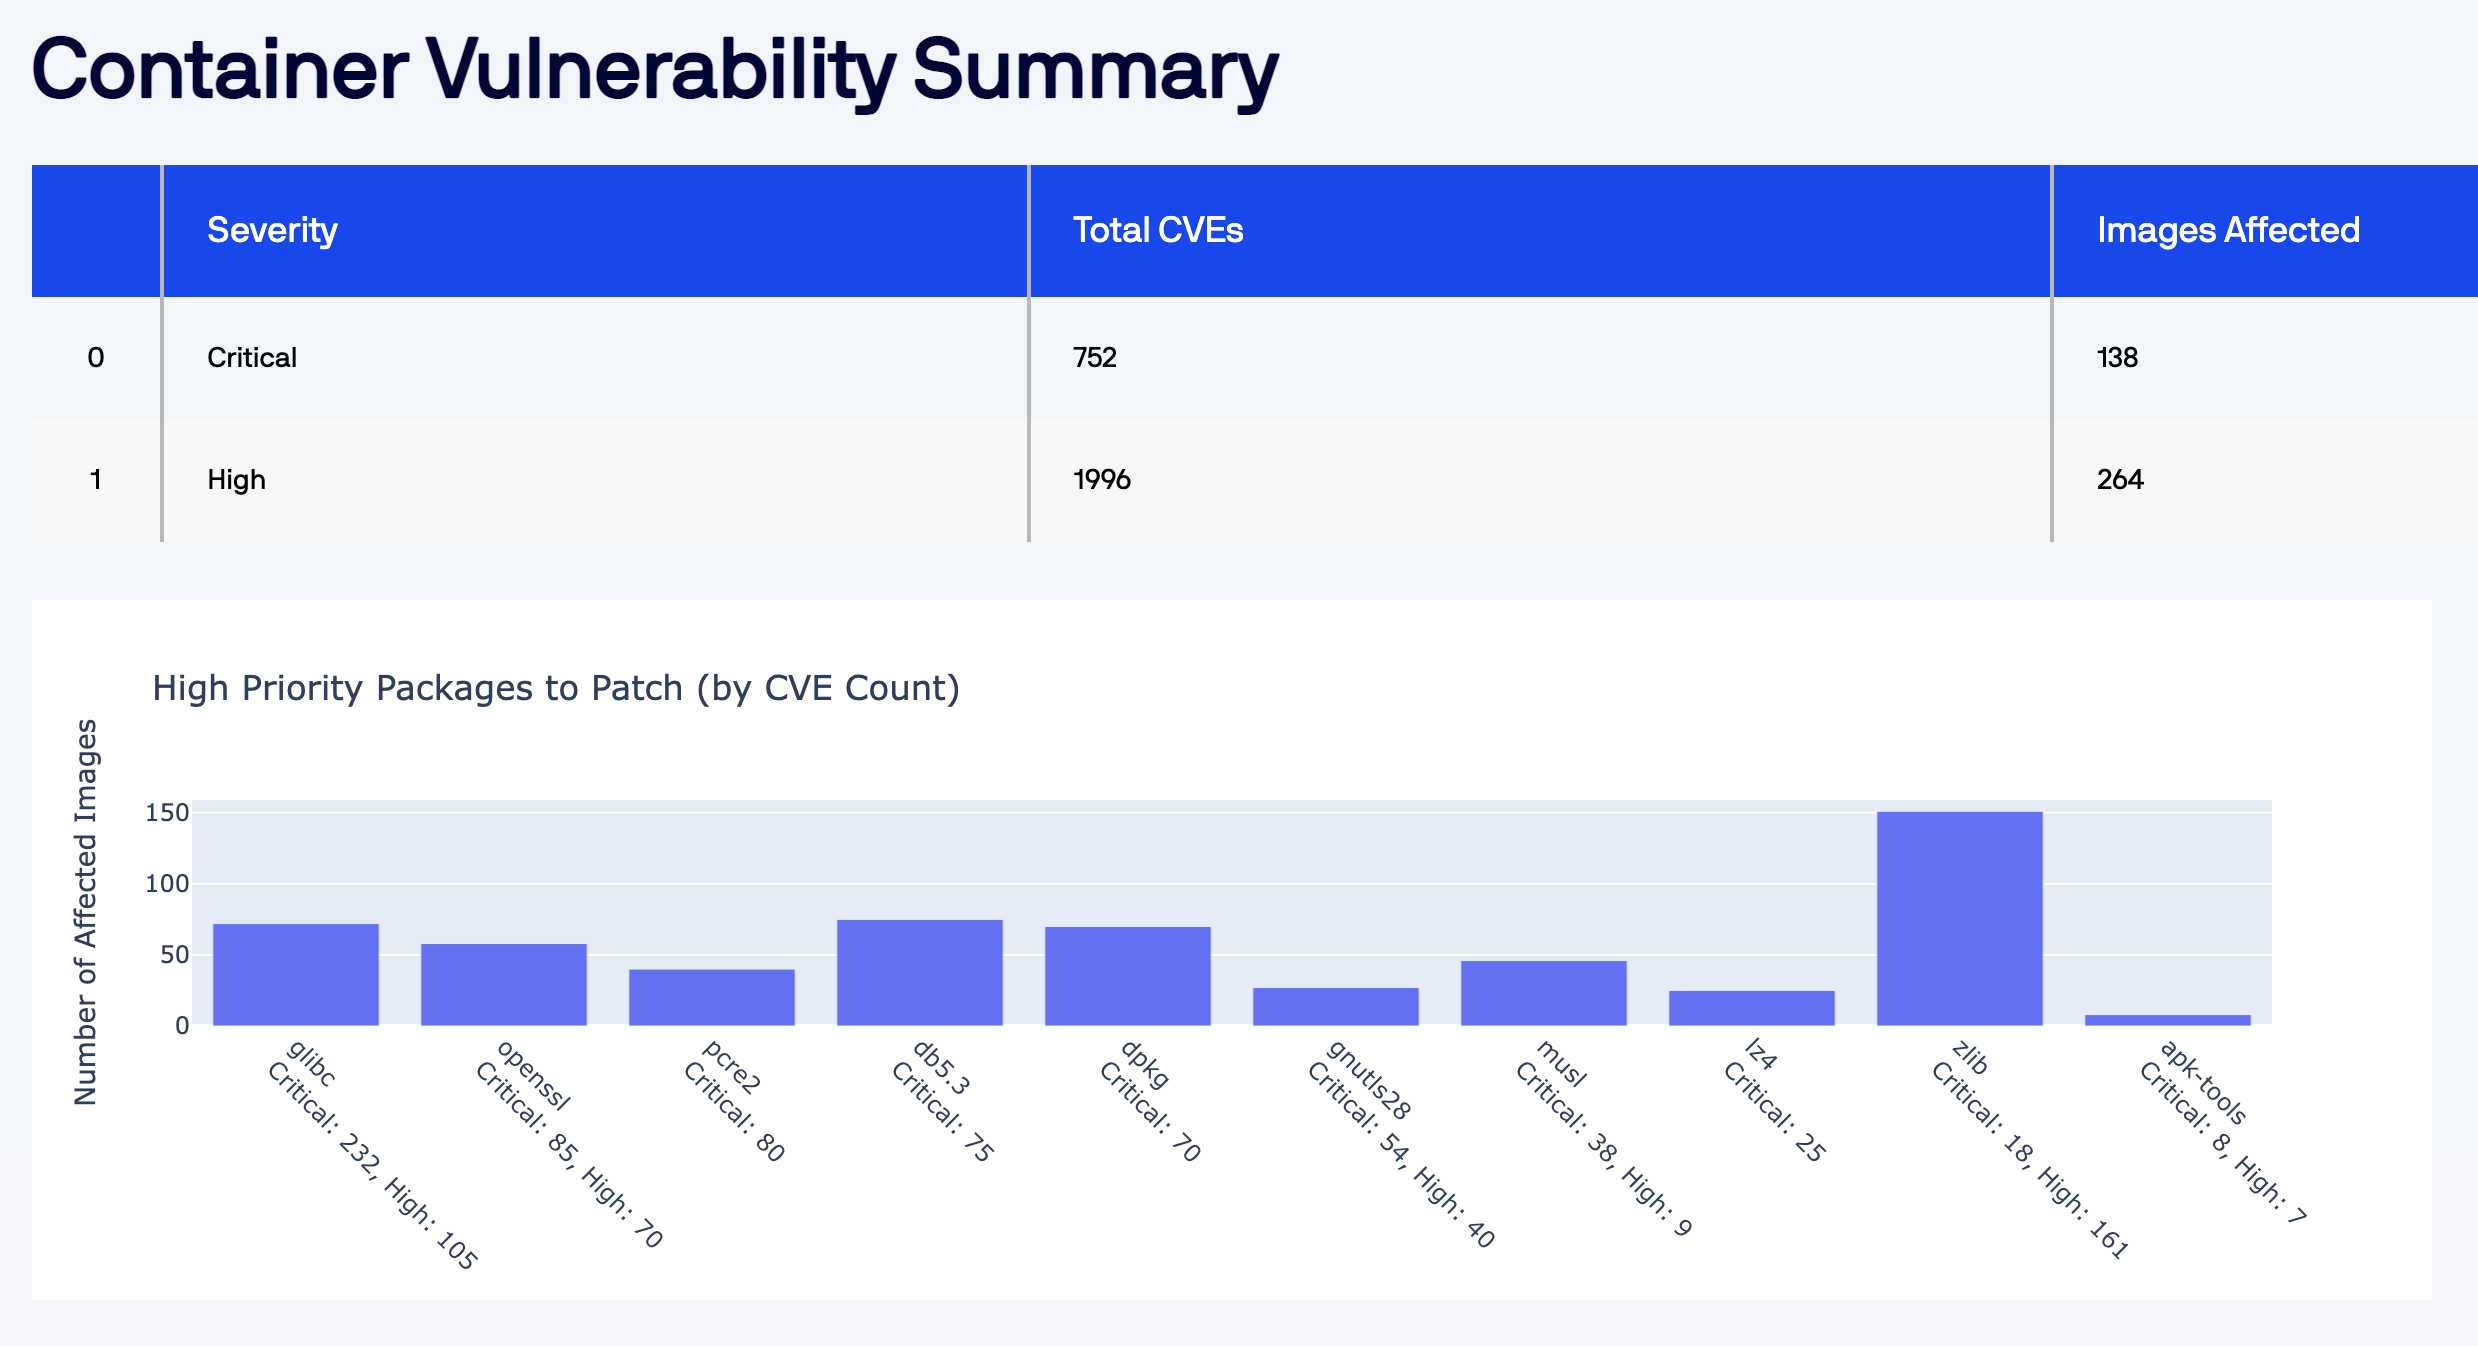 Container Vulnerability Summary
Severity Total CVEs Images Affected
0 Critical 752 138
1 High 1996 264
High Priority Packages to Patch (by CVE Count)
Number of Affected Images
150
100
50
0
glibc
Critical: 232, High: 105
openssl
Critical: 85, High: 70
pcre2
Critical: 80
db5.3
Critical: 75
dpkg
Critical: 70
gnutls28
Critical: 54, High: 40
musl
Critical: 38, High: 9
lz4
Critical: 25
zlib
Critical: 18, High: 161
apk-tools
Critical: 8, High: 7